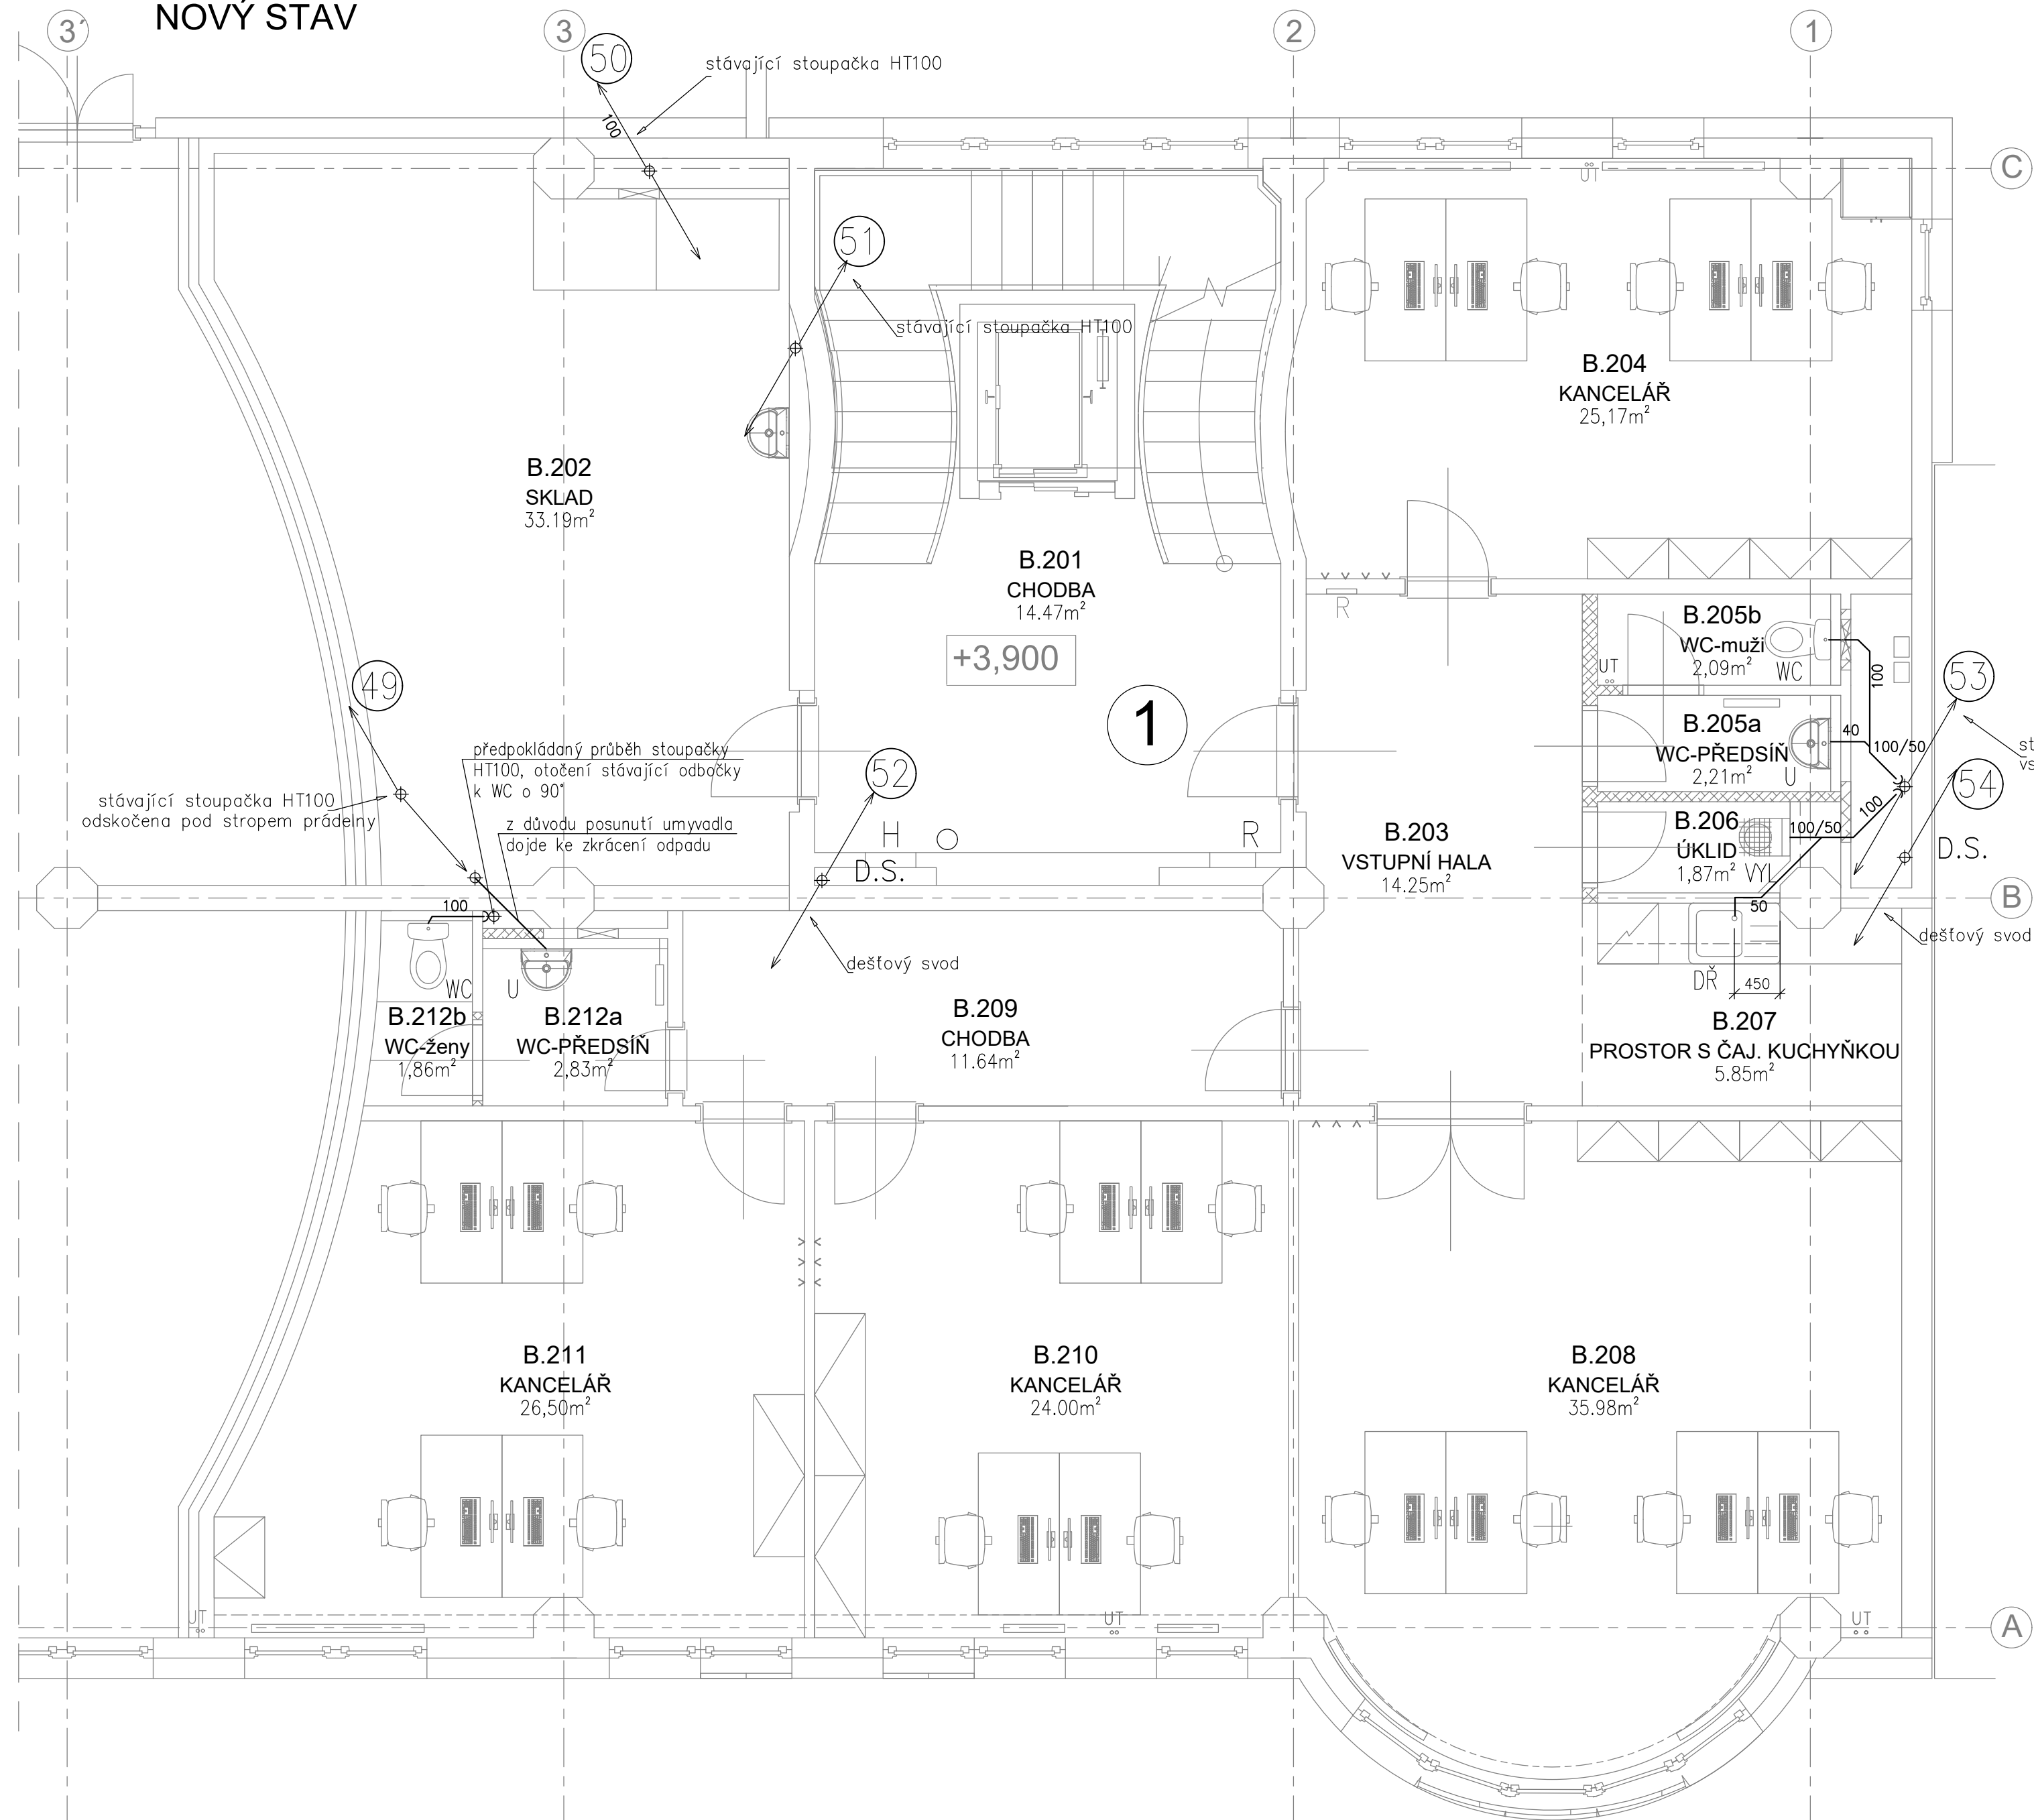 NOVÝ STAV
3´
3
2
1
50
stávající stoupačka HT100
100
C
51
UT
stávající stoupačka HT100
B.204
KANCELÁŘ
25,17m²
B.202
SKLAD
33.19m²
B.201
CHODBA
14.47m²
+3,900
R
B.205b
WC-muži
2,09m²
WC
UT
100
53
49
1
B.205a
WC-PŘEDSÍŇ
2,21m²
U
40
100/50
54
předpokládaný průběh stoupačky
HT100, otočení stávající odbočky
k WC o 90°
52
stávající stoupačka HT100
odskočena pod stropem prádelny
z důvodu posunutí umyvadla
dojde ke zkrácení odpadu
H
R
D.S.
B.203
VSTUPNÍ HALA
14.25m²
B.206
ÚKLID
1,87m²
VYL
100/50
100
D.S.
B
100
50
dešťový svod
dešťový svod
WC
U
DŘ
450
B.212b
WC-ženy
1,86m²
B.212a
WC-PŘEDSÍŇ
2,83m²
B.209
CHODBA
11.64m²
B.207
PROSTOR S ČAJ. KUCHYŇKOU
5.85m²
B.211
KANCELÁŘ
26,50m²
B.210
KANCELÁŘ
24.00m²
B.208
KANCELÁŘ
35.98m²
UT
UT
UT
A